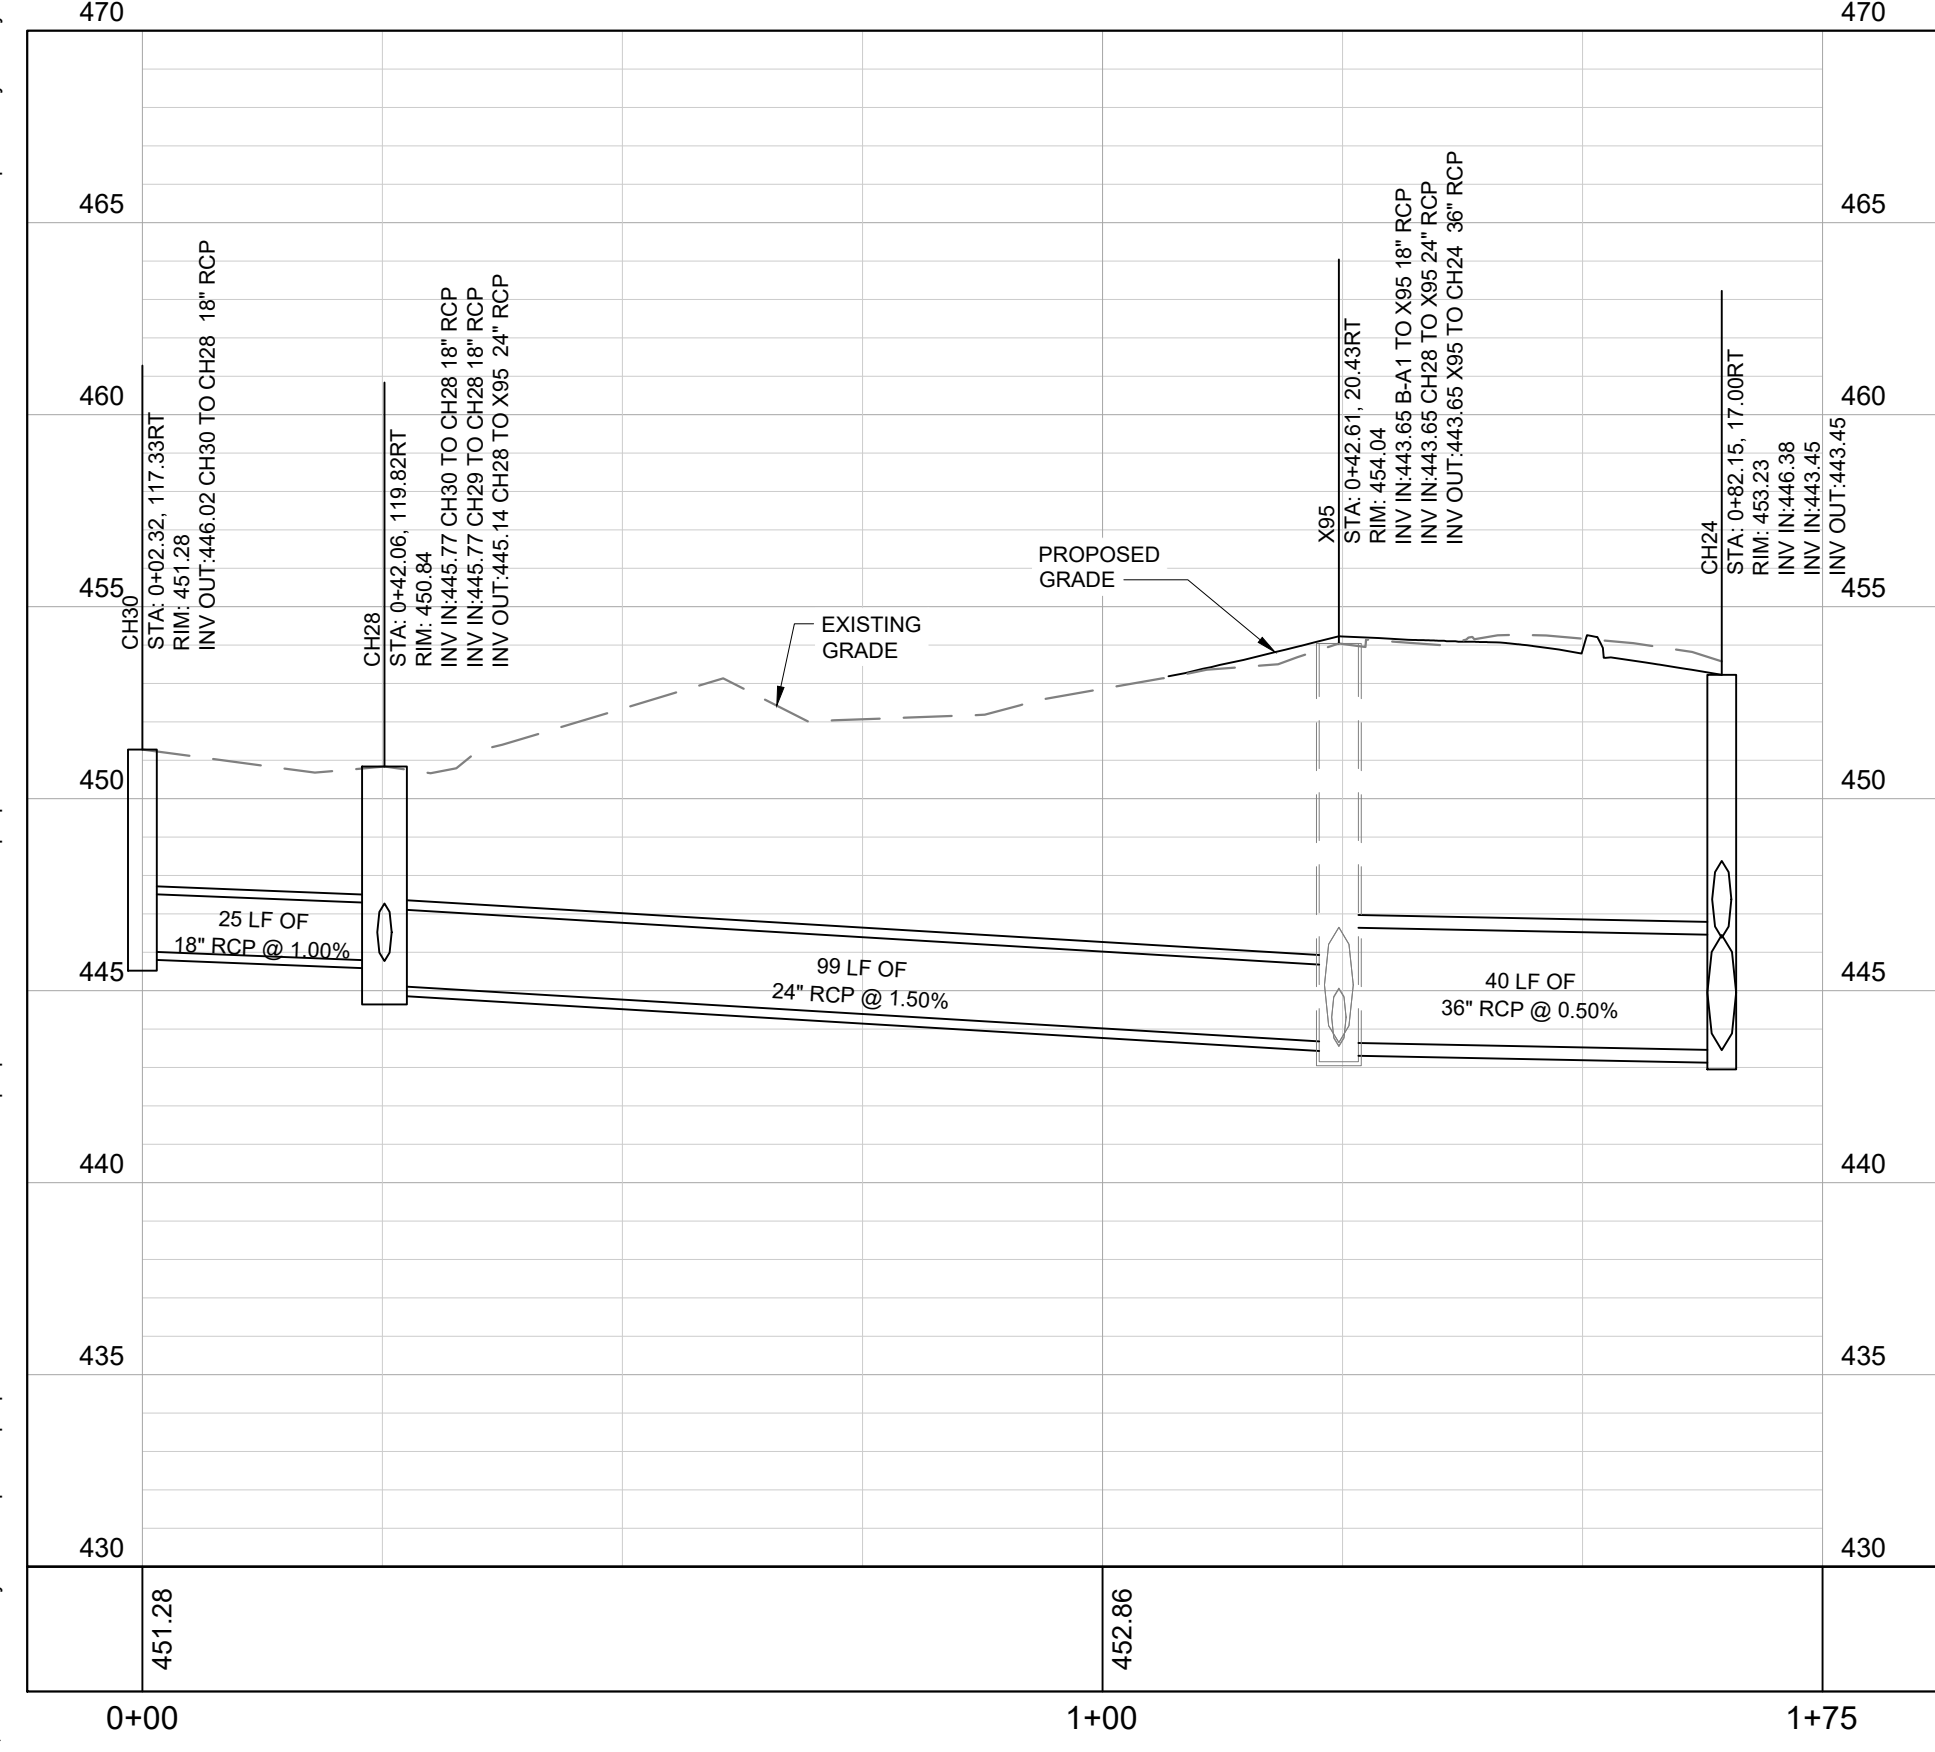 470
470
465
465
460
460
455
455
450
450
445
445
440
440
435
435
430
430
CH30
STA: 0+02.32, 117.33RT
RIM: 451.28
INV OUT:446.02 CH30 TO CH28 18" RCP
CH28
STA: 0+42.06, 119.82RT
RIM: 450.84
INV IN:445.77 CH30 TO CH28 18" RCP
INV IN:445.77 CH29 TO CH28 18" RCP
INV OUT:445.14 CH28 TO X95 24" RCP
X95
STA: 0+42.61, 20.43RT
RIM: 454.04
INV IN:443.65 B-A1 TO X95 18" RCP
INV IN:443.65 CH28 TO X95 24" RCP
INV OUT:443.65 X95 TO CH24 36" RCP
CH24
STA: 0+82.15, 17.00RT
RIM: 453.23
INV IN:446.38
INV IN:443.45
INV OUT:443.45
PROPOSED
GRADE
EXISTING
GRADE
25 LF OF
18" RCP @ 1.00%
99 LF OF
24" RCP @ 1.50%
40 LF OF
36" RCP @ 0.50%
451.28
452.86
0+00
1+00
1+75